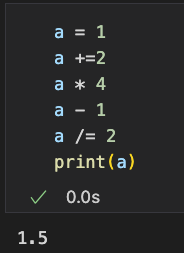 a = 1
a +=2
a * 4
a - 1
a /= 2
print(a)
✓ 0.0s
1.5